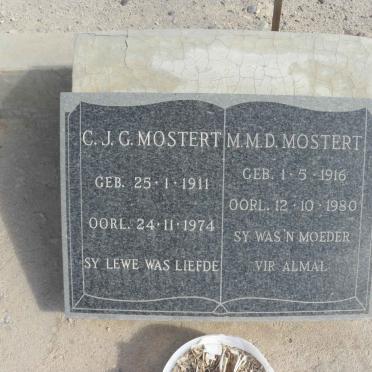 C. J. G. MOSTERT
GEB. 25·1·1911
OORL. 24·11·1974
SY LEWE WAS LIEFDE
M. M. D. MOSTERT
GEB. 1·5·1916
OORL. 12·10·1980
SY WAS 'N MOEDER
VIR ALMAL